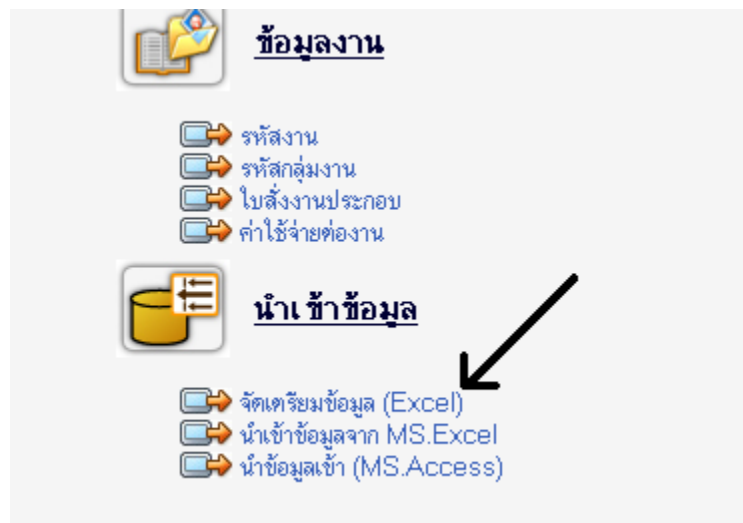 ข้อมูลงาน
รหัสงาน
รหัสกลุ่มงาน
ใบสั่งงานประกอบ
ค่าใช้จ่ายต่องาน
นำเข้าข้อมูล
จัดเตรียมข้อมูล (Excel)
นำเข้าข้อมูลจาก MS.Excel
นำข้อมูลเข้า (MS.Access)